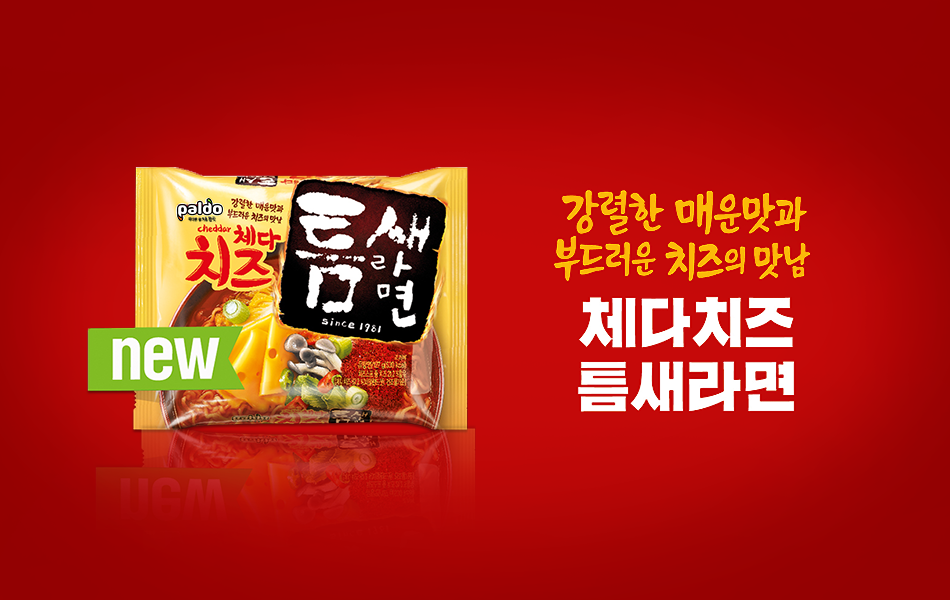 paldo
강렬한 매운맛과
부드러운 치즈의 맛남
cheddar 체다
치즈
틈새
라면
since 1981
new
강렬한 매운맛과
부드러운 치즈의 맛남
체다치즈
틈새라면